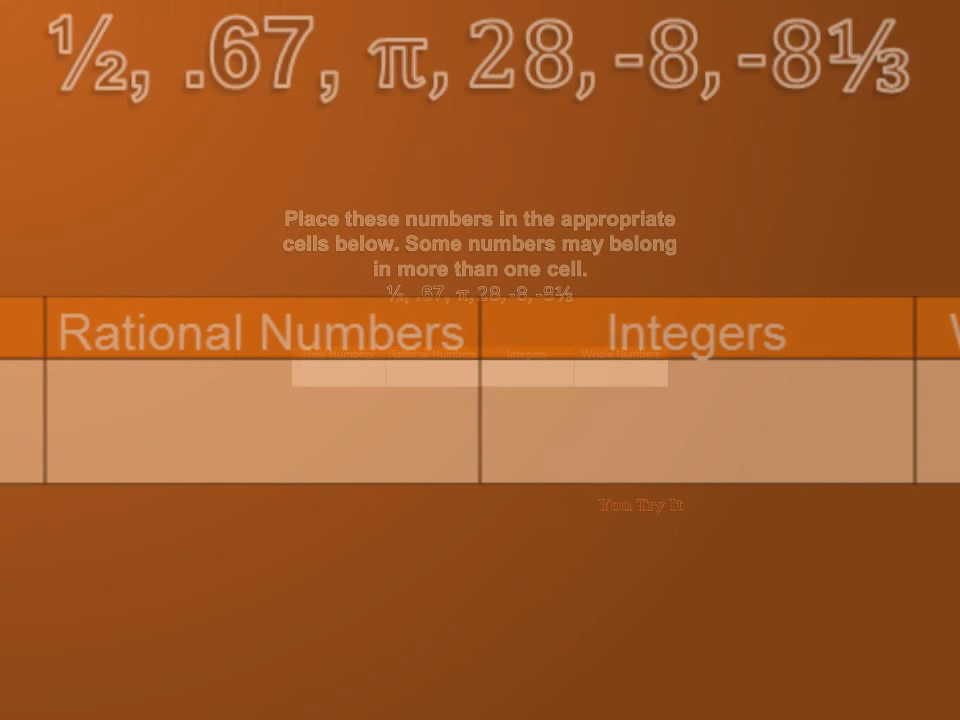 ½, .67, π, 28, -8, -8⅓
Place these numbers in the appropriate
cells below. Some numbers may belong
in more than one cell.
½, .67, π, 28, -8, -8⅓
Rational Numbers Integers
Numbers Rational Numbers Integers Whole Numbers
You Try It